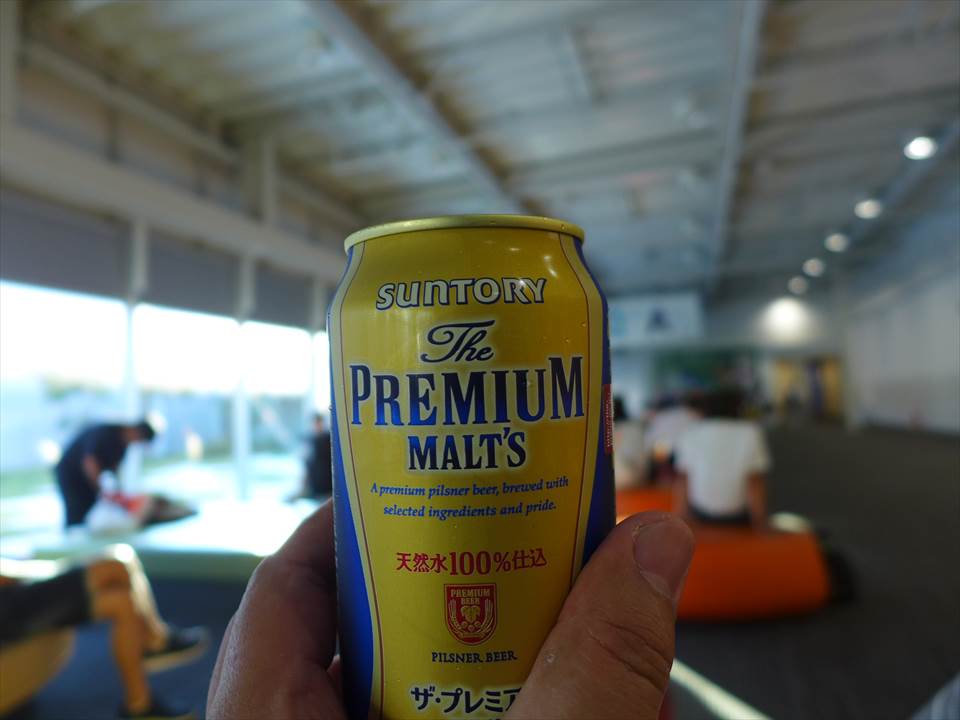 SUNTORY
The
PREMIUM
MALT'S
A premium pilsner beer, brewed with
selected ingredients and pride.
天然水100%仕込
PREMIUM
BEER
PILSNER BEER
ザ・プレミア